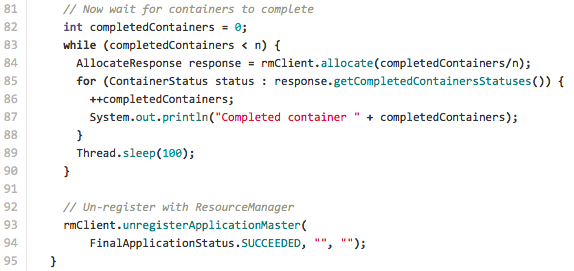 81 // Now wait for containers to complete
82 int completedContainers = 0;
83 while (completedContainers < n) {
84 AllocateResponse response = rmClient.allocate(completedContainers/n);
85 for (ContainerStatus status : response.getCompletedContainersStatuses()) {
86 ++completedContainers;
87 System.out.println("Completed container " + completedContainers);
88 }
89 Thread.sleep(100);
90 }
91
92 // Un-register with ResourceManager
93 rmClient.unregisterApplicationMaster(
94 FinalApplicationStatus.SUCCEEDED, "", "");
95 }